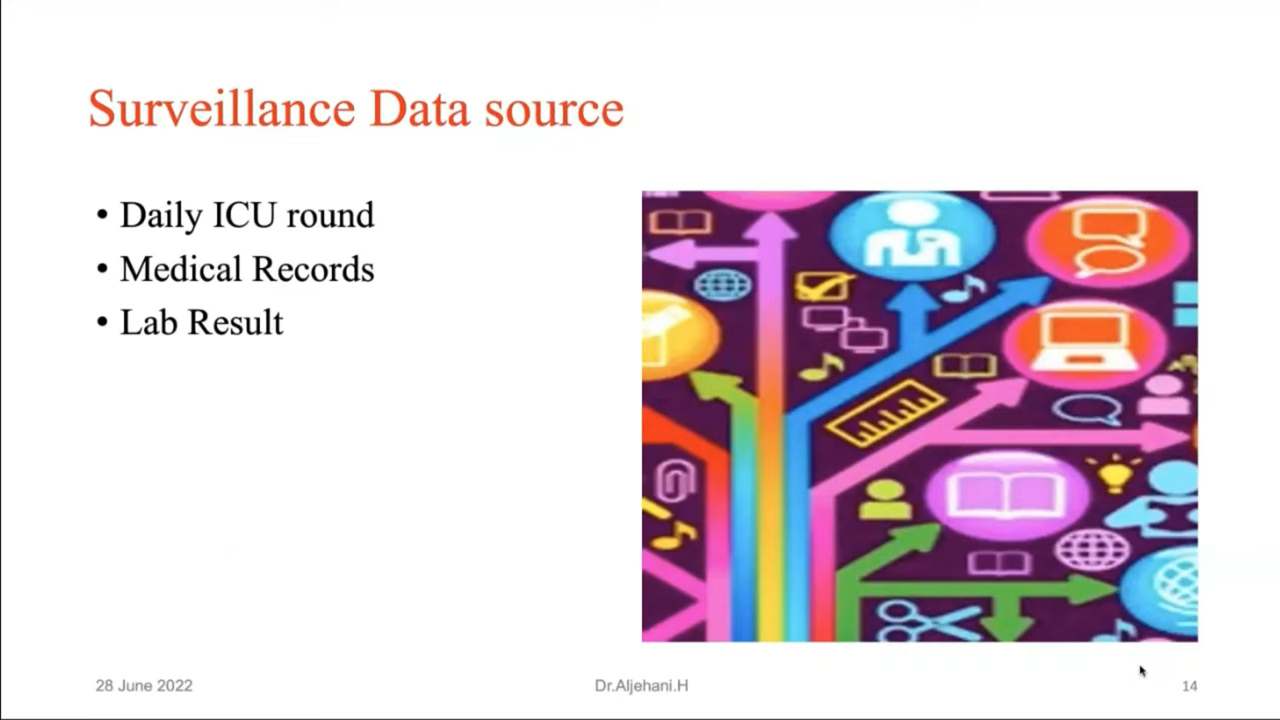 Surveillance Data source
• Daily ICU round
• Medical Records
• Lab Result
28 June 2022
Dr.Aljehani.H
14